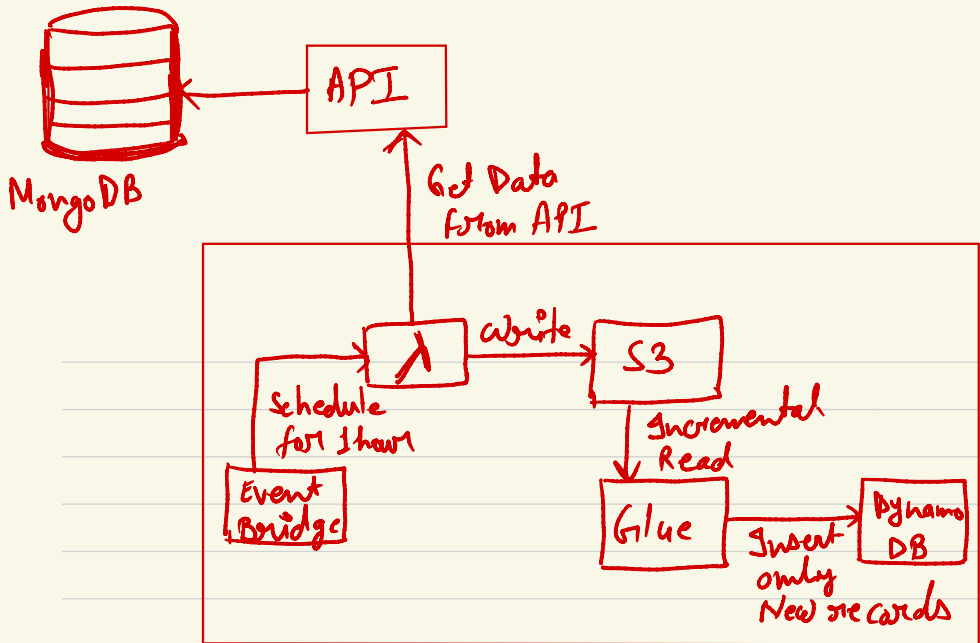 API
MongoDB
Get Data
from API
λ
Write
S3
Schedule
for 1 hour
Incremental
Read
Event
Bridge
Glue
Dynamo
DB
Insert
only
New records